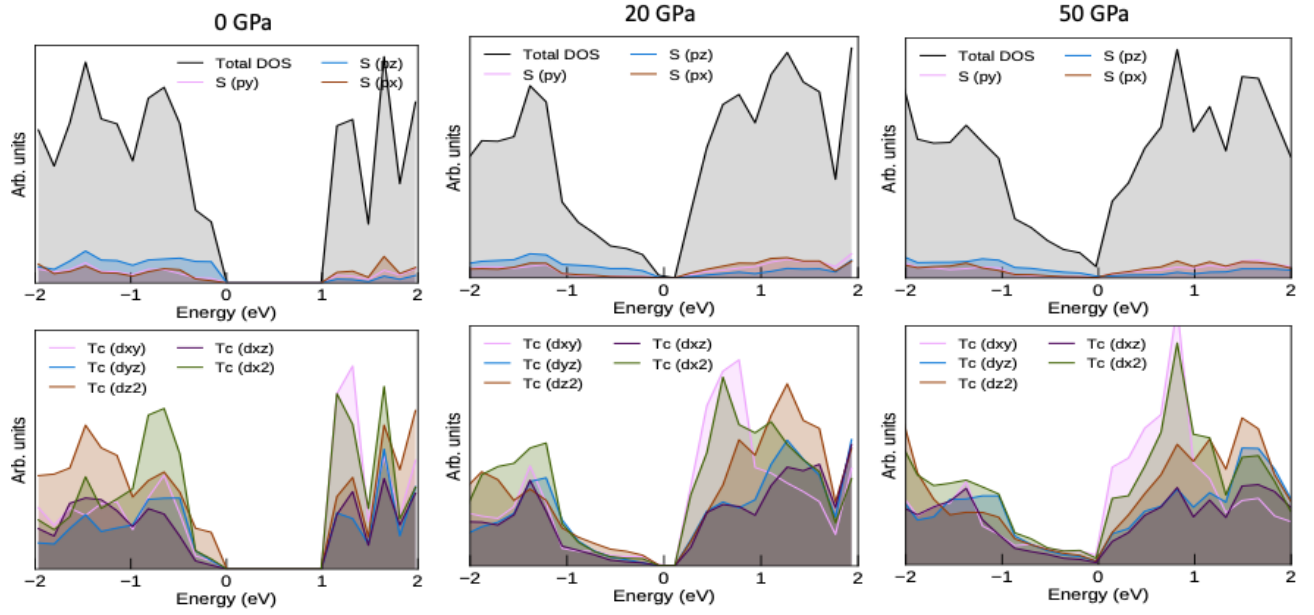 0 GPa
20 GPa
50 GPa
Total DOS
S (pz)
S (py)
S (px)
Arb. units
−2
−1
0
1
2
Energy (eV)
Total DOS
S (pz)
S (py)
S (px)
Arb. units
−2
−1
0
1
2
Energy (eV)
Total DOS
S (pz)
S (py)
S (px)
Arb. units
−2
−1
0
1
2
Energy (eV)
Tc (dxy)
Tc (dxz)
Tc (dyz)
Tc (dx2)
Tc (dz2)
Arb. units
−2
−1
0
1
2
Energy (eV)
Tc (dxy)
Tc (dxz)
Tc (dyz)
Tc (dx2)
Tc (dz2)
Arb. units
−2
−1
0
1
2
Energy (eV)
Tc (dxy)
Tc (dxz)
Tc (dyz)
Tc (dx2)
Tc (dz2)
Arb. units
−2
−1
0
1
2
Energy (eV)